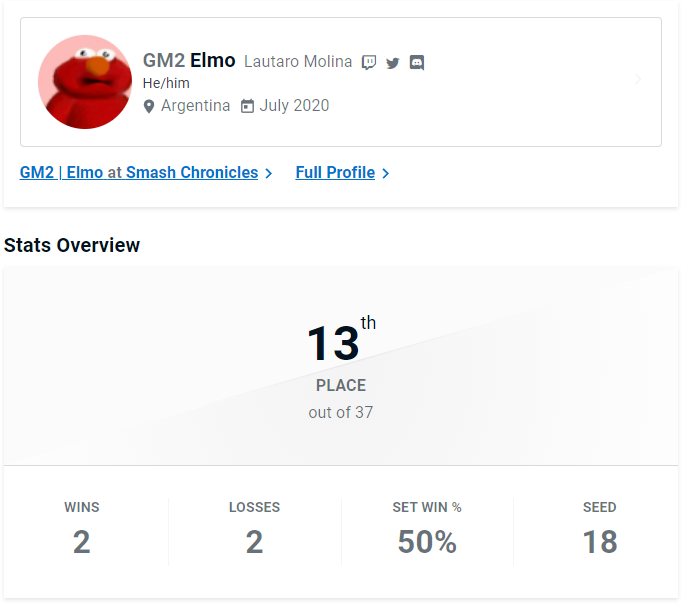 GM2 Elmo Lautaro Molina
He/him
Argentina July 2020
GM2 | Elmo at Smash Chronicles Full Profile
Stats Overview
13th
PLACE
out of 37
WINS LOSSES SET WIN % SEED
2 2 50% 18